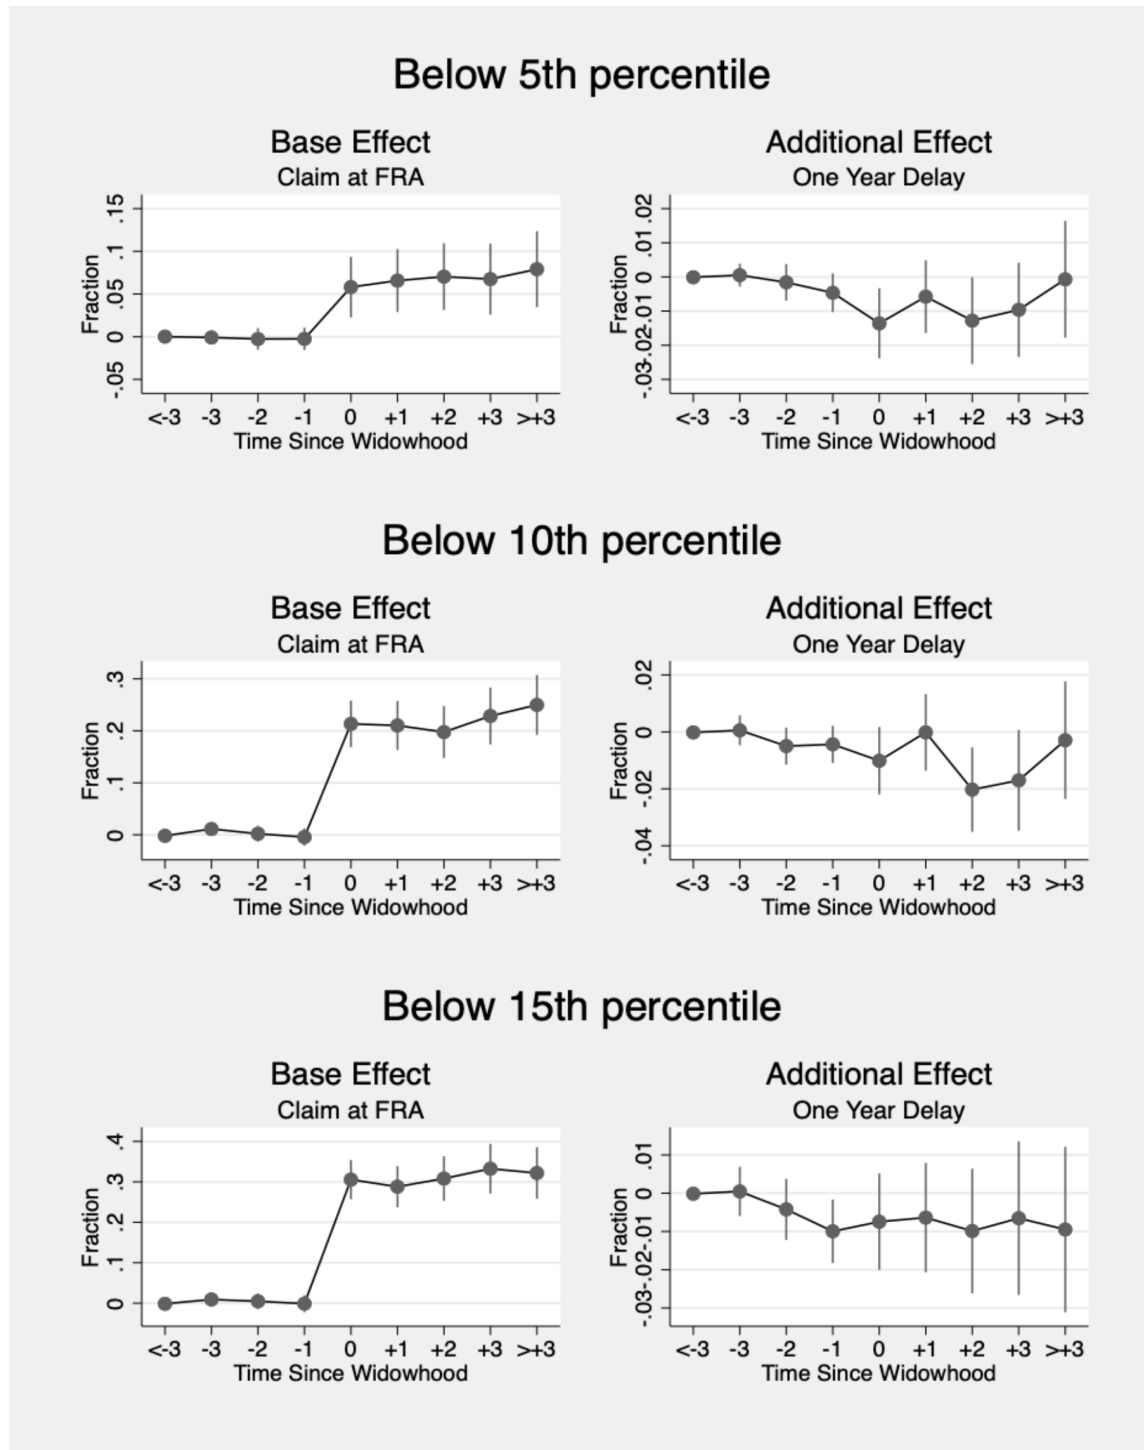 Below 5th percentile
Base Effect
Claim at FRA
Fraction
.15
.1
.05
0
-.05
<-3 -3 -2 -1 0 +1 +2 +3 >+3
Time Since Widowhood
Additional Effect
One Year Delay
Fraction
.02
.01
0
-.01
-.02
-.03
<-3 -3 -2 -1 0 +1 +2 +3 >+3
Time Since Widowhood
Below 10th percentile
Base Effect
Claim at FRA
Fraction
.3
.2
.1
0
<-3 -3 -2 -1 0 +1 +2 +3 >+3
Time Since Widowhood
Additional Effect
One Year Delay
Fraction
.02
0
-.02
-.04
<-3 -3 -2 -1 0 +1 +2 +3 >+3
Time Since Widowhood
Below 15th percentile
Base Effect
Claim at FRA
Fraction
.4
.3
.2
.1
0
<-3 -3 -2 -1 0 +1 +2 +3 >+3
Time Since Widowhood
Additional Effect
One Year Delay
Fraction
.01
0
-.01
-.02
-.03
<-3 -3 -2 -1 0 +1 +2 +3 >+3
Time Since Widowhood